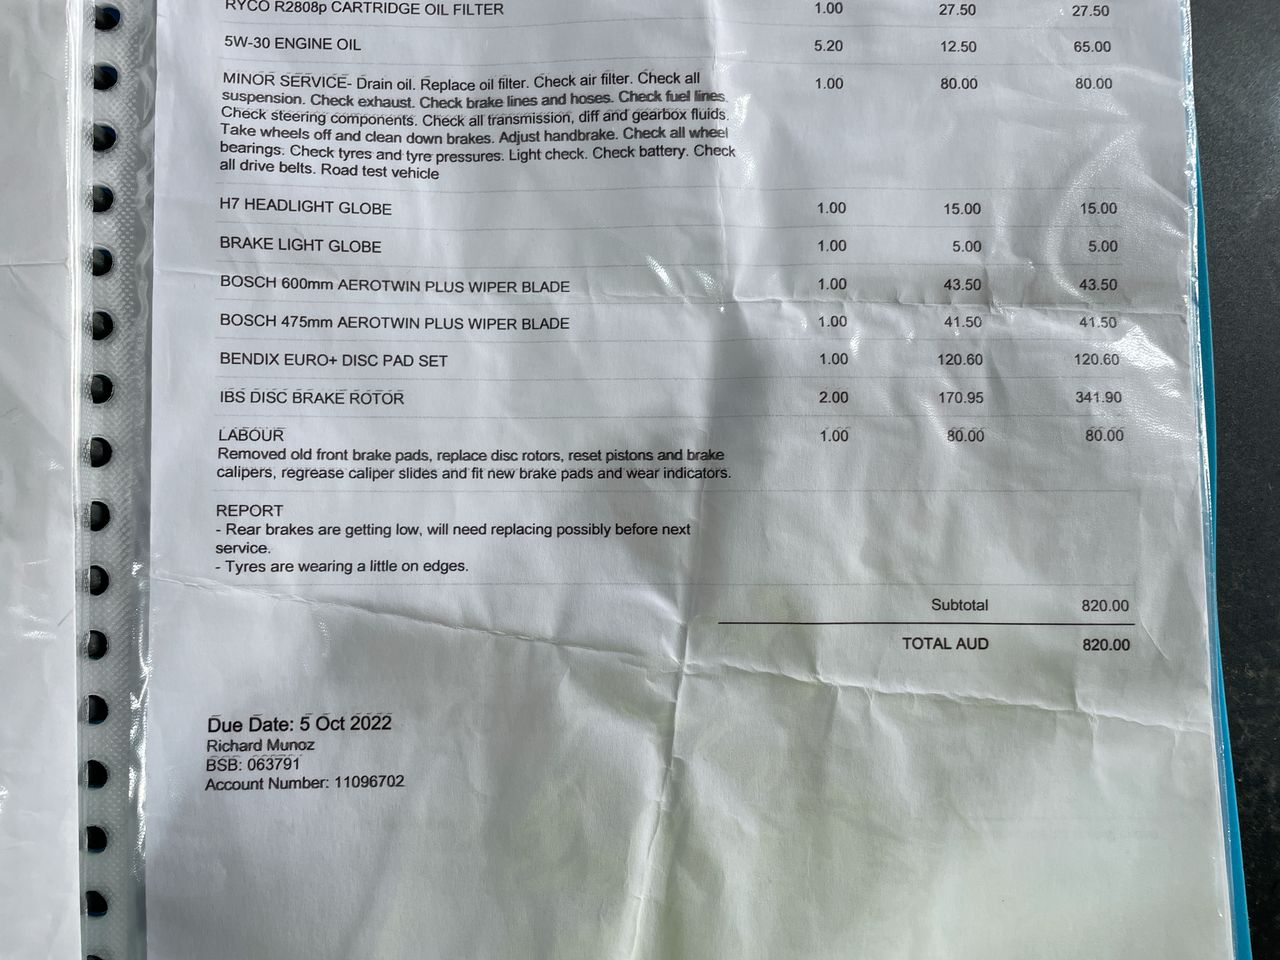 RYCO R2808p CARTRIDGE OIL FILTER 1.00 27.50 27.50
5W-30 ENGINE OIL 5.20 12.50 65.00
MINOR SERVICE- Drain oil. Replace oil filter. Check air filter. Check all 1.00 80.00 80.00
suspension. Check exhaust. Check brake lines and hoses. Check fuel lines.
Check steering components. Check all transmission, diff and gearbox fluids.
Take wheels off and clean down brakes. Adjust handbrake. Check all wheel
bearings. Check tyres and tyre pressures. Light check. Check battery. Check
all drive belts. Road test vehicle
H7 HEADLIGHT GLOBE 1.00 15.00 15.00
BRAKE LIGHT GLOBE 1.00 5.00 5.00
BOSCH 600mm AEROTWIN PLUS WIPER BLADE 1.00 43.50 43.50
BOSCH 475mm AEROTWIN PLUS WIPER BLADE 1.00 41.50 41.50
BENDIX EURO+ DISC PAD SET 1.00 120.60 120.60
IBS DISC BRAKE ROTOR 2.00 170.95 341.90
LABOUR 1.00 80.00 80.00
Removed old front brake pads, replace disc rotors, reset pistons and brake
calipers, regrease caliper slides and fit new brake pads and wear indicators.
REPORT
- Rear brakes are getting low, will need replacing possibly before next
service.
- Tyres are wearing a little on edges.
Subtotal 820.00
TOTAL AUD 820.00
Due Date: 5 Oct 2022
Richard Munoz
BSB: 063791
Account Number: 11096702